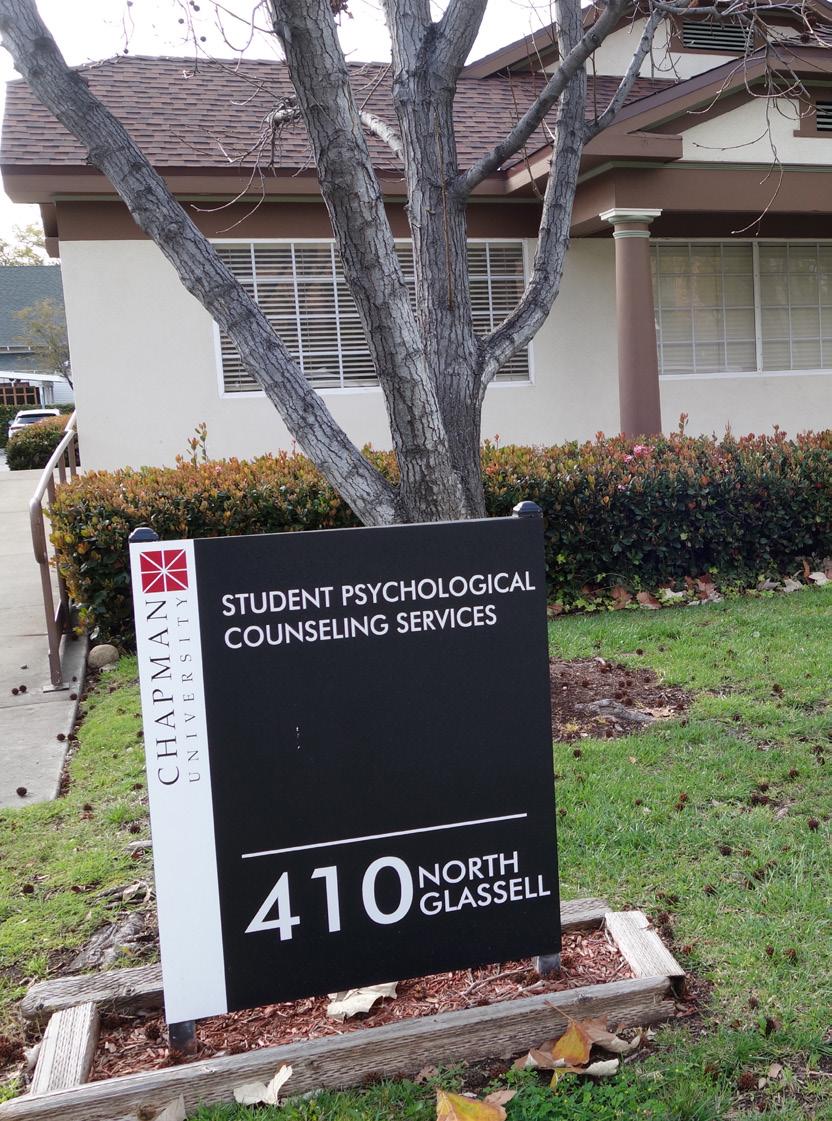 CHAPMAN
UNIVERSITY
STUDENT PSYCHOLOGICAL
COUNSELING SERVICES
410 NORTH
GLASSELL